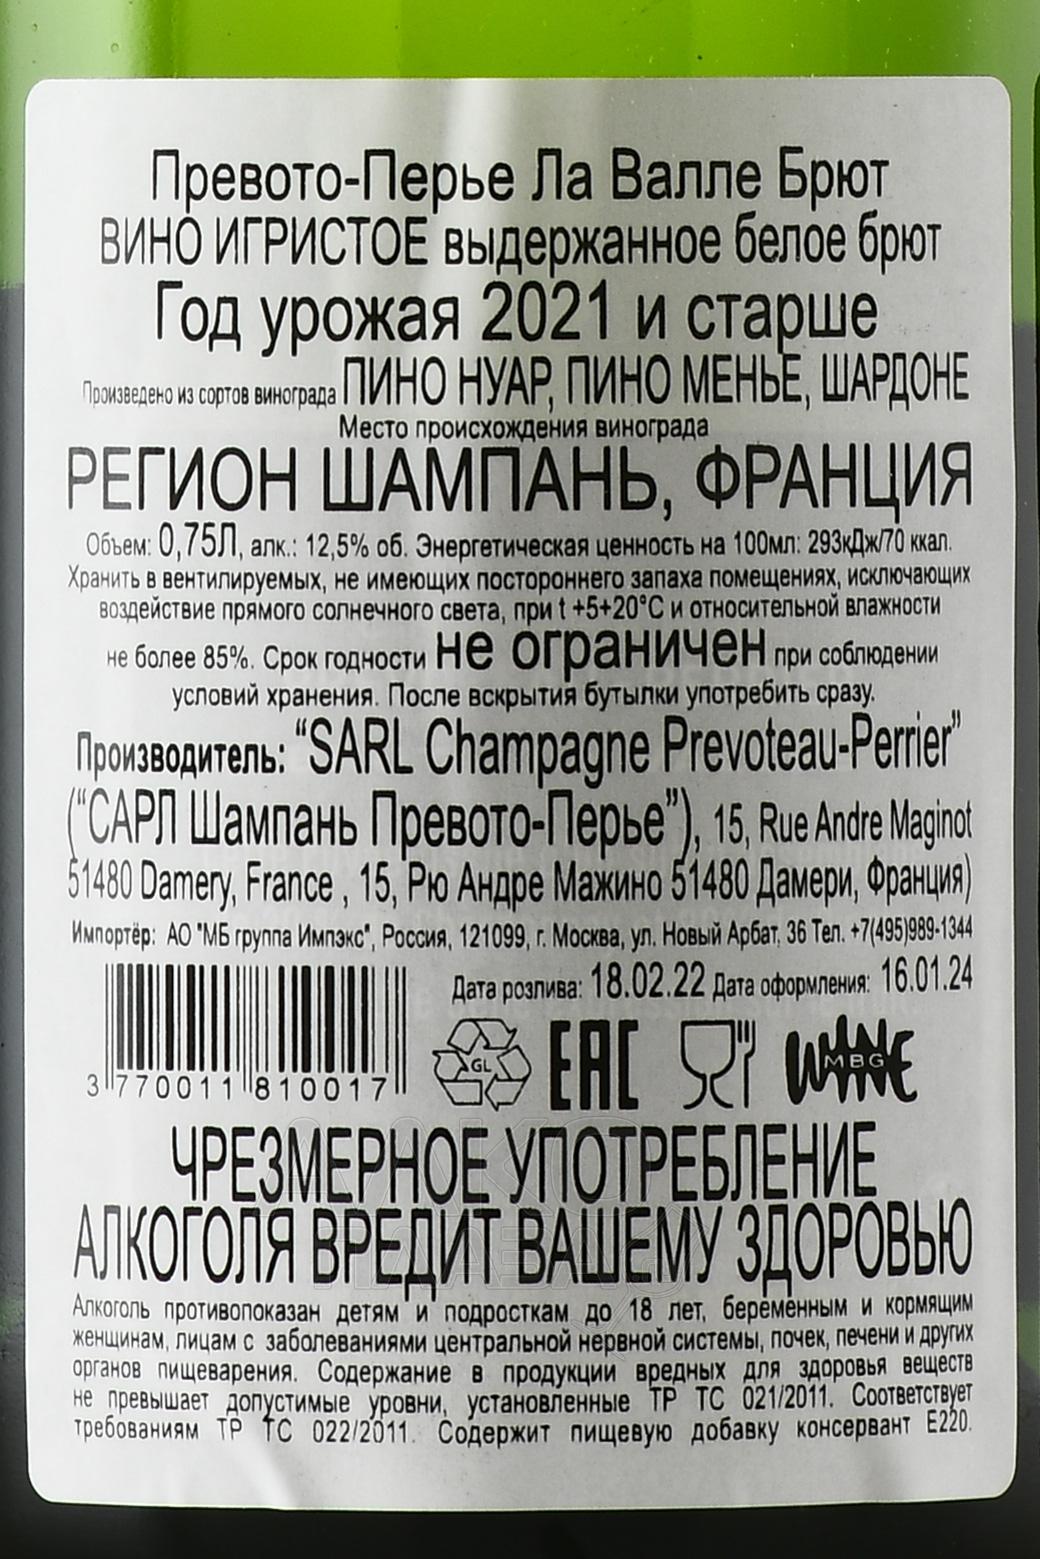 Превото-Перье Ла Валле Брют
ВИНО ИГРИСТОЕ выдержанное белое брют
Год урожая 2021 и старше
Произведено из сортов винограда ПИНО НУАР, ПИНО МЕНЬЕ, ШАРДОНЕ
Место происхождения винограда
РЕГИОН ШАМПАНЬ, ФРАНЦИЯ
Объем: 0,75Л, алк.: 12,5% об. Энергетическая ценность на 100мл: 293кДж/70 ккал.
Хранить в вентилируемых, не имеющих постороннего запаха помещениях, исключающих
воздействие прямого солнечного света, при t +5+20°C и относительной влажности
не более 85%. Срок годности не ограничен при соблюдении
условий хранения. После вскрытия бутылки употребить сразу.
Производитель: “SARL Champagne Prevoteau-Perrier”
(“САРЛ Шампань Превото-Перье”), 15, Rue Andre Maginot
51480 Damery, France , 15, Рю Андре Мажино 51480 Дамери, Франция)
Импортёр: АО "МБ группа Импэкс", Россия, 121099, г. Москва, ул. Новый Арбат, 36 Тел. +7(495)989-1344
Дата розлива: 18.02.22 Дата оформления: 16.01.24
GL EAC WINE MBG
3 770011 810017
ЧРЕЗМЕРНОЕ УПОТРЕБЛЕНИЕ
АЛКОГОЛЯ ВРЕДИТ ВАШЕМУ ЗДОРОВЬЮ
Алкоголь противопоказан детям и подросткам до 18 лет, беременным и кормящим
женщинам, лицам с заболеваниями центральной нервной системы, почек, печени и других
органов пищеварения. Содержание в продукции вредных для здоровья веществ
не превышает допустимые уровни, установленные ТР ТС 021/2011. Соответствует
требованиям ТР ТС 022/2011. Содержит пищевую добавку консервант Е220.